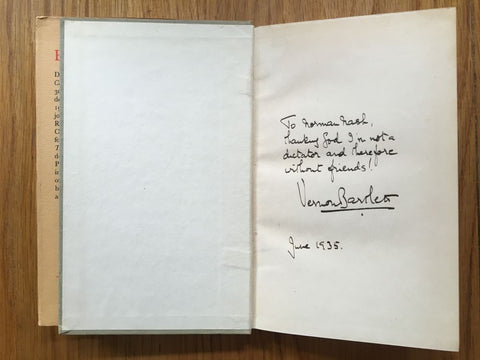 To Norman Nash,
thanking God I'm not a
dictator and therefore
without friends!
Vernon Bartlett
June 1935.